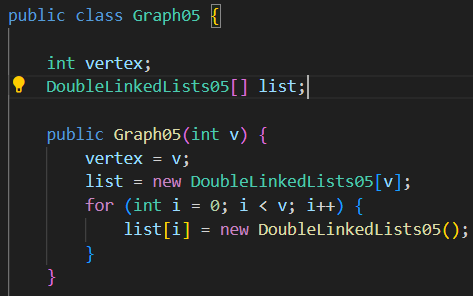 public class Graph05 {
int vertex;
DoubleLinkedLists05[] list;
public Graph05(int v) {
vertex = v;
list = new DoubleLinkedLists05[v];
for (int i = 0; i < v; i++) {
list[i] = new DoubleLinkedLists05();
}
}